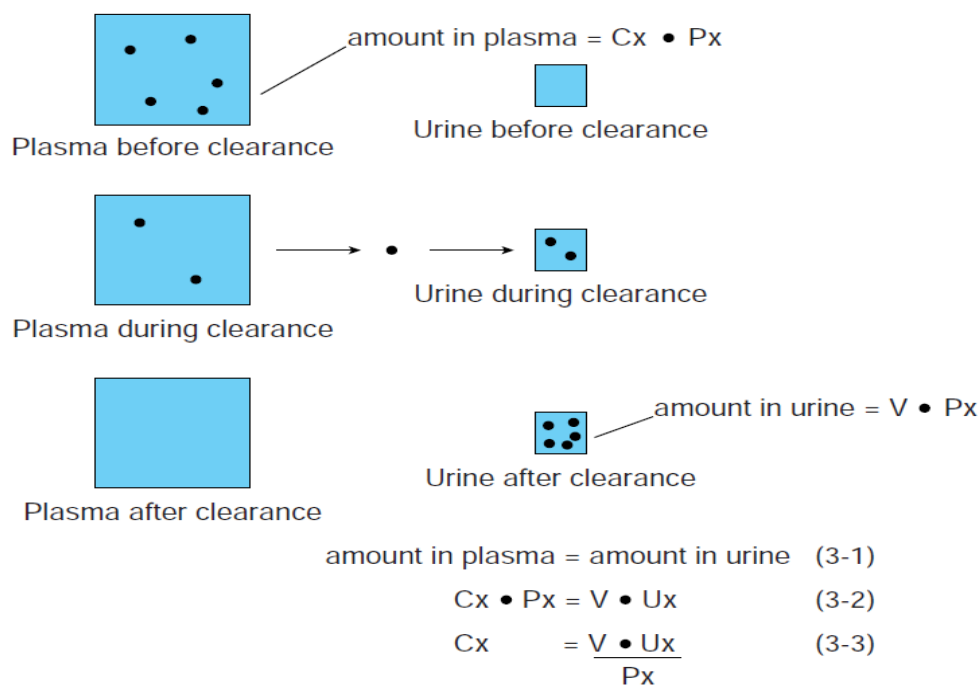 amount in plasma = Cx • Px
Plasma before clearance
Urine before clearance
Plasma during clearance
Urine during clearance
amount in urine = V • Px
Plasma after clearance
Urine after clearance
amount in plasma = amount in urine (3-1)
Cx • Px = V • Ux (3-2)
Cx = V • Ux (3-3)
Px